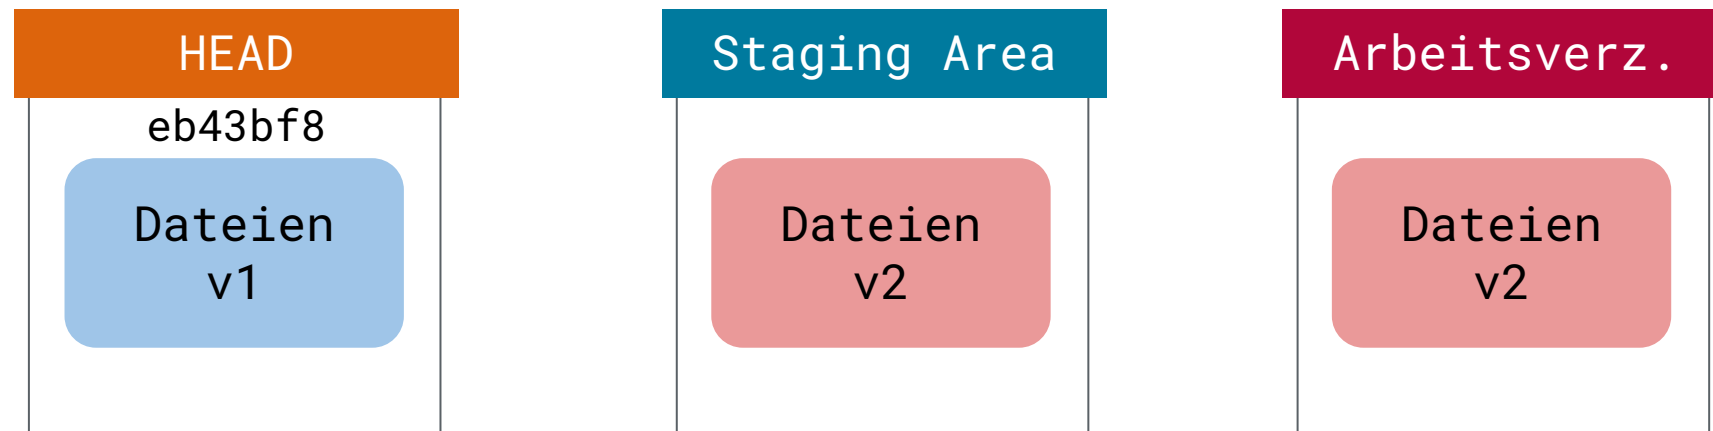 HEAD
Staging Area
Arbeitsverz.
eb43bf8
Dateien
v1
Dateien
v2
Dateien
v2